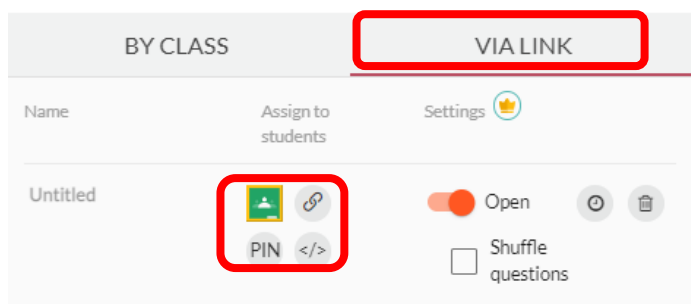 BY CLASS VIA LINK
Name Assign to students Settings
Untitled Open
PIN </> Shuffle questions